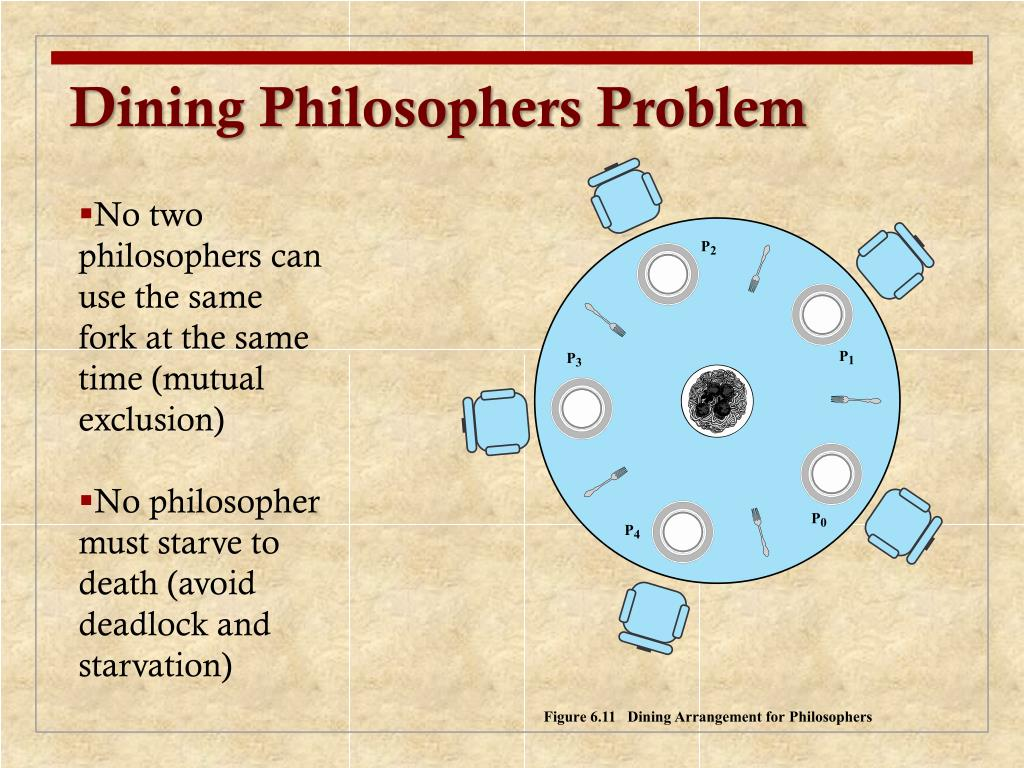 Dining Philosophers Problem
▪No two
philosophers can
use the same
fork at the same
time (mutual
exclusion)
▪No philosopher
must starve to
death (avoid
deadlock and
starvation)
P2
P1
P3
P0
P4
Figure 6.11 Dining Arrangement for Philosophers